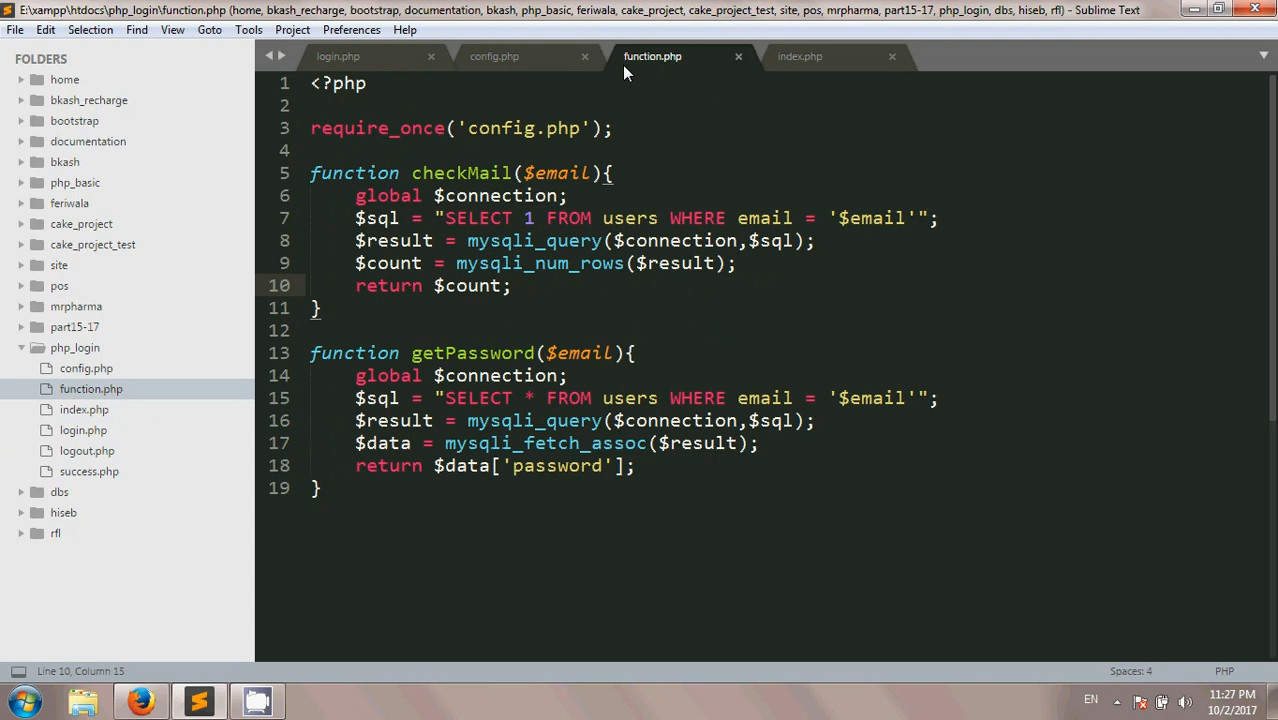 E:\xampp\htdocs\php_login\function.php (home, bkash_recharge, bootstrap, documentation, bkash, php_basic, feriwala, cake_project, cake_project_test, site, pos, mrpharma, part15-17, php_login, dbs, hiseb, rfl) - Sublime Text
File Edit Selection Find View Goto Tools Project Preferences Help
FOLDERS
home
bkash_recharge
bootstrap
documentation
bkash
php_basic
feriwala
cake_project
cake_project_test
site
pos
mrpharma
part15-17
php_login
config.php
function.php
index.php
login.php
logout.php
success.php
dbs
hiseb
rfl
login.php config.php function.php index.php
1 <?php
2
3 require_once('config.php');
4
5 function checkMail($email){
6 global $connection;
7 $sql = "SELECT 1 FROM users WHERE email = '$email'";
8 $result = mysqli_query($connection,$sql);
9 $count = mysqli_num_rows($result);
10 return $count;
11 }
12
13 function getPassword($email){
14 global $connection;
15 $sql = "SELECT * FROM users WHERE email = '$email'";
16 $result = mysqli_query($connection,$sql);
17 $data = mysqli_fetch_assoc($result);
18 return $data['password'];
19 }
Line 10, Column 15 Spaces: 4 PHP
EN 11:27 PM
10/2/2017